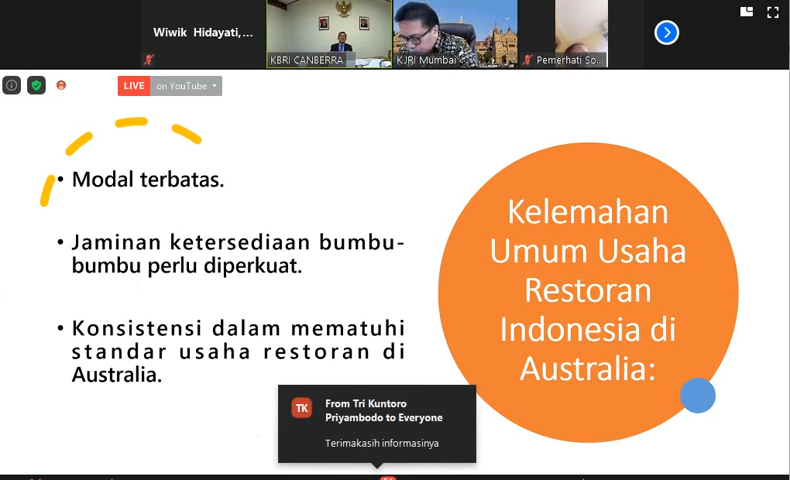 Wiwik Hidayati,...
KBRI CANBERRA
KJRI Mumbai
Pemerhati So...
LIVE on YouTube
• Modal terbatas.
• Jaminan ketersediaan bumbu-
bumbu perlu diperkuat.
• Konsistensi dalam mematuhi
standar usaha restoran di
Australia.
Kelemahan
Umum Usaha
Restoran
Indonesia di
Australia:
TK
From Tri Kuntoro
Priyambodo to Everyone
Terimakasih informasinya